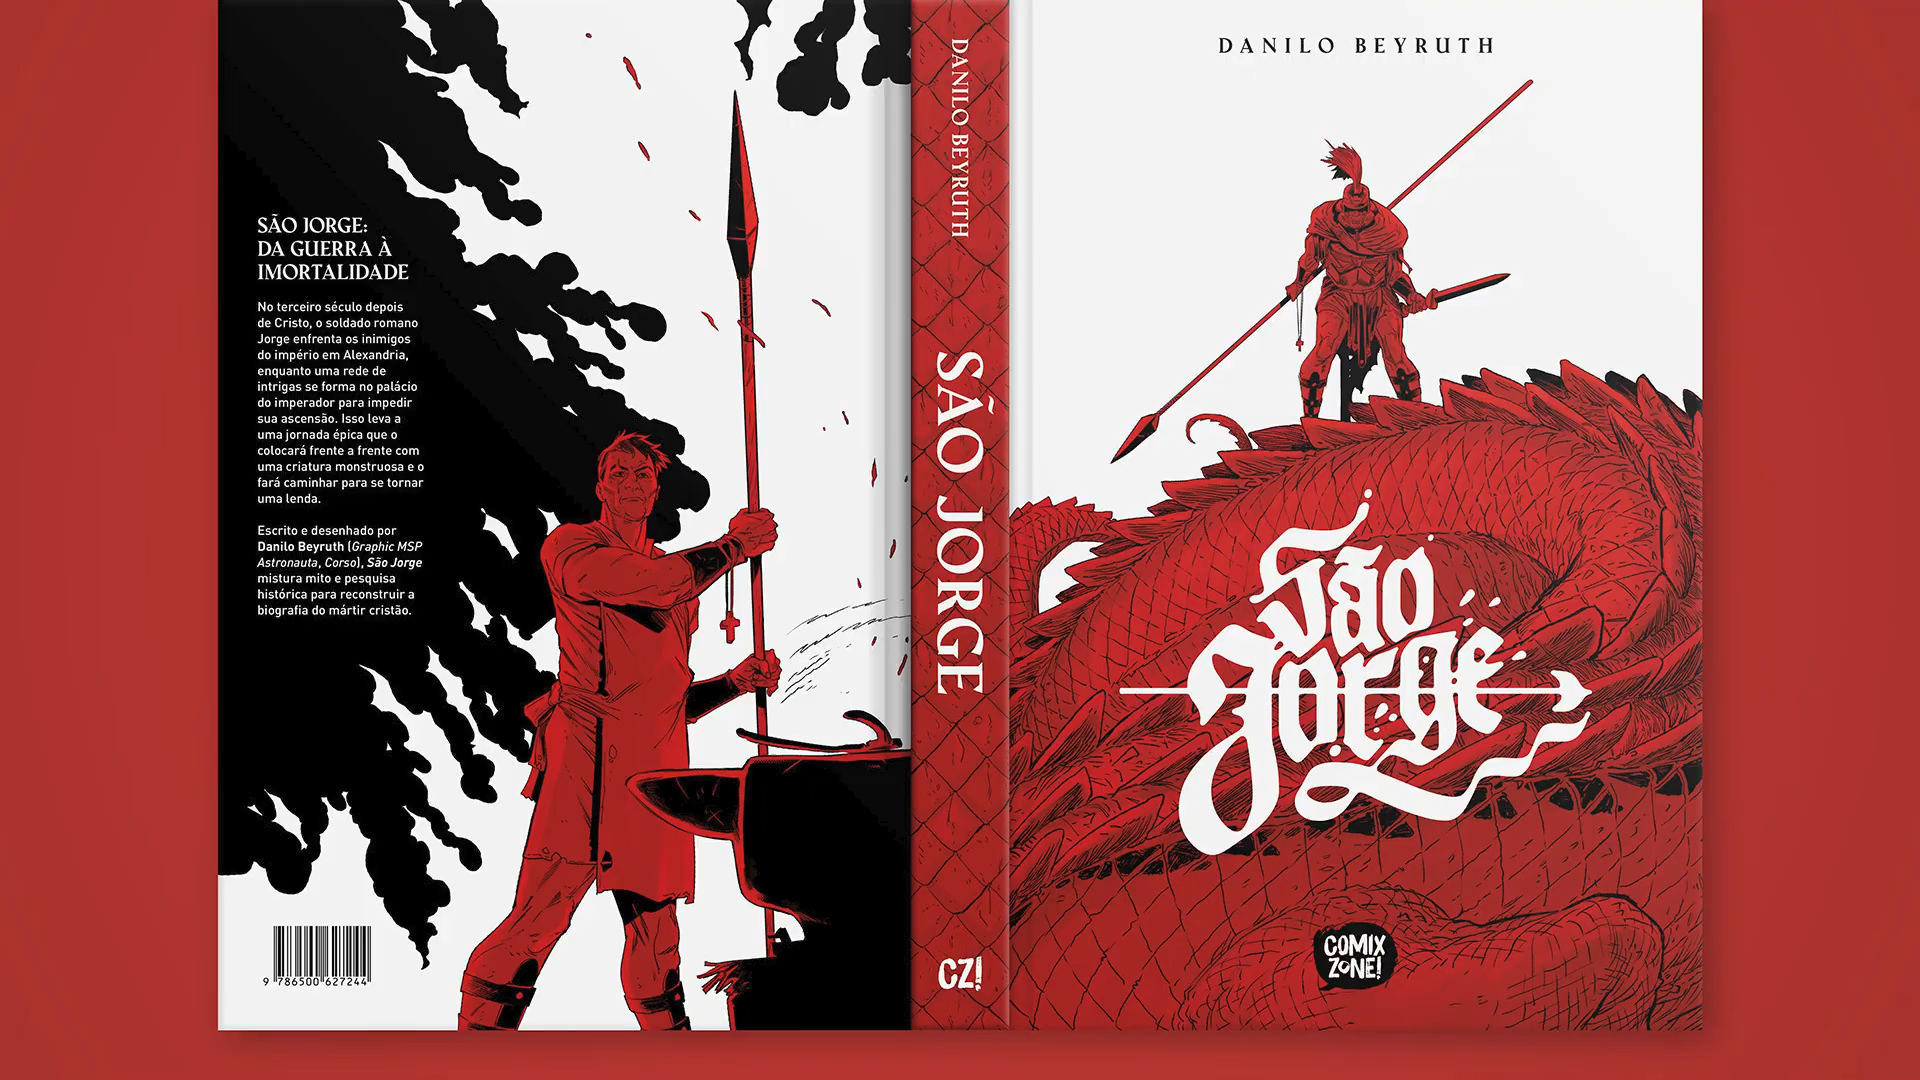 SÃO JORGE:
DA GUERRA À
IMORTALIDADE
No terceiro século depois
de Cristo, o soldado romano
Jorge enfrenta os inimigos
do império em Alexandria,
enquanto uma rede de
intrigas se forma no palácio
do imperador para impedir
sua ascensão. Isso leva a
uma jornada épica que o
colocará frente a frente com
uma criatura monstruosa e o
fará caminhar para se tornar
uma lenda.
Escrito e desenhado por
Danilo Beyruth (Graphic MSP
Astronauta, Corso), São Jorge
mistura mito e pesquisa
histórica para reconstruir a
biografia do mártir cristão.
9 786500 627244
DANILO BEYRUTH
SÃO JORGE
CZ!
DANILO BEYRUTH
São
Jorge
COMIX
ZONE!